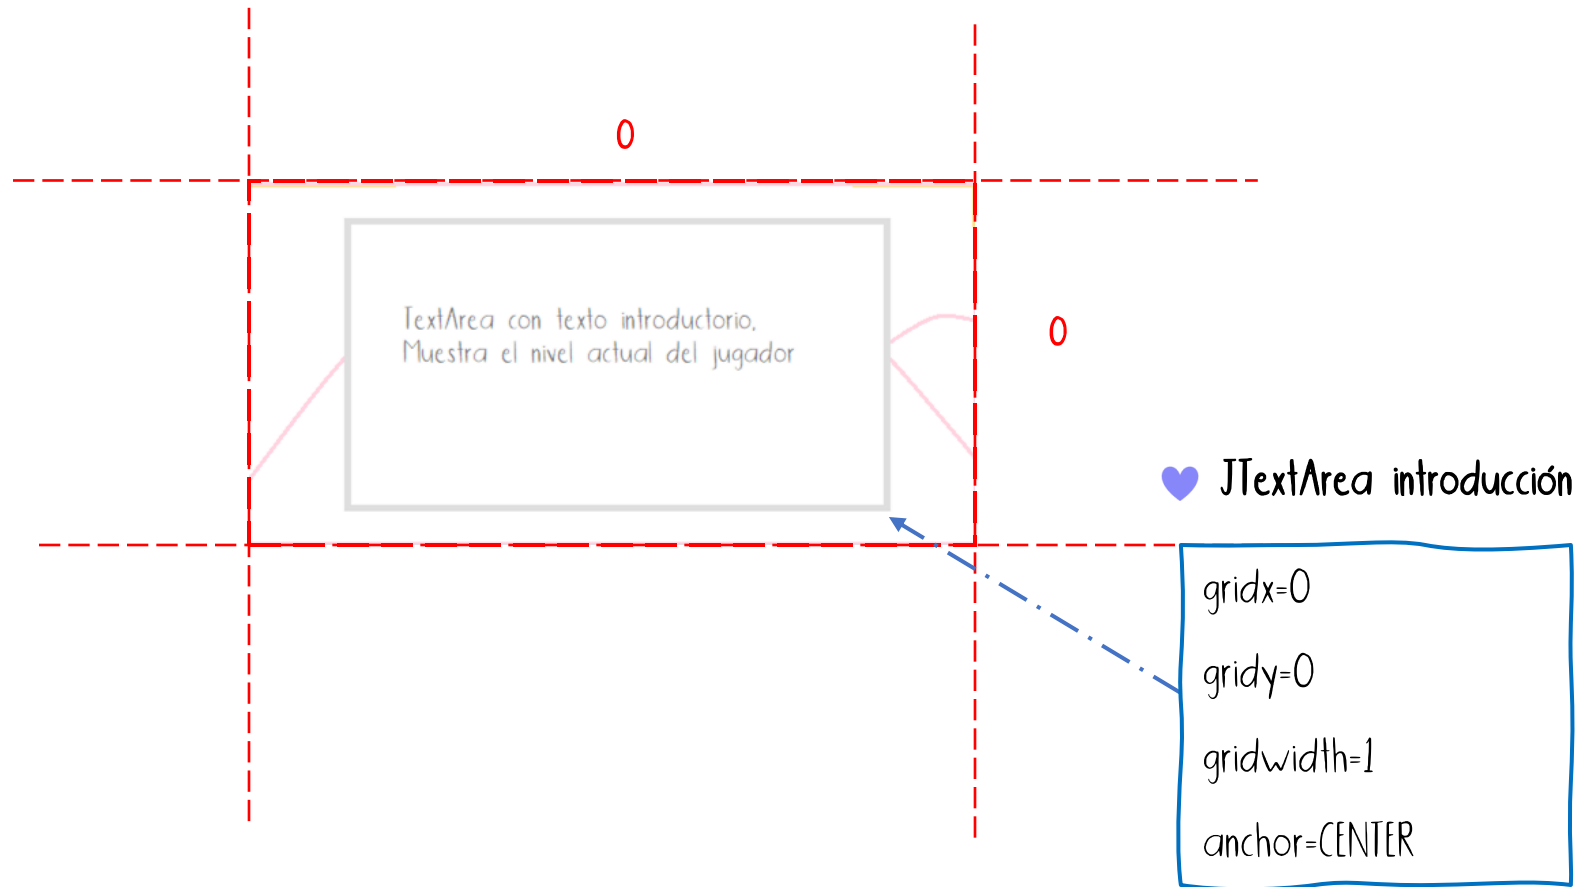 0
TextArea con texto introductorio,
Muestra el nivel actual del jugador
0
JTextArea introducción
gridx=0
gridy=0
gridwidth=1
anchor=CENTER